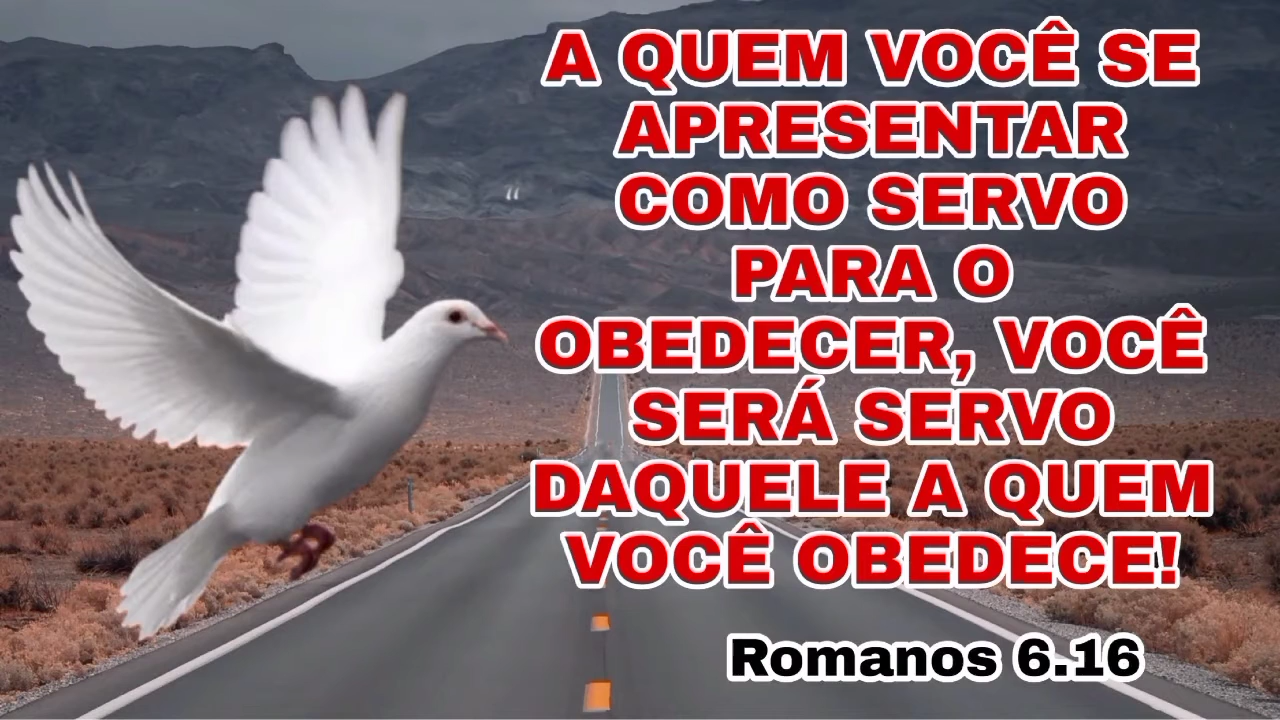 A QUEM VOCÊ SE
APRESENTAR
COMO SERVO
PARA O
OBEDECER, VOCÊ
SERÁ SERVO
DAQUELE A QUEM
VOCÊ OBEDECE!
Romanos 6.16